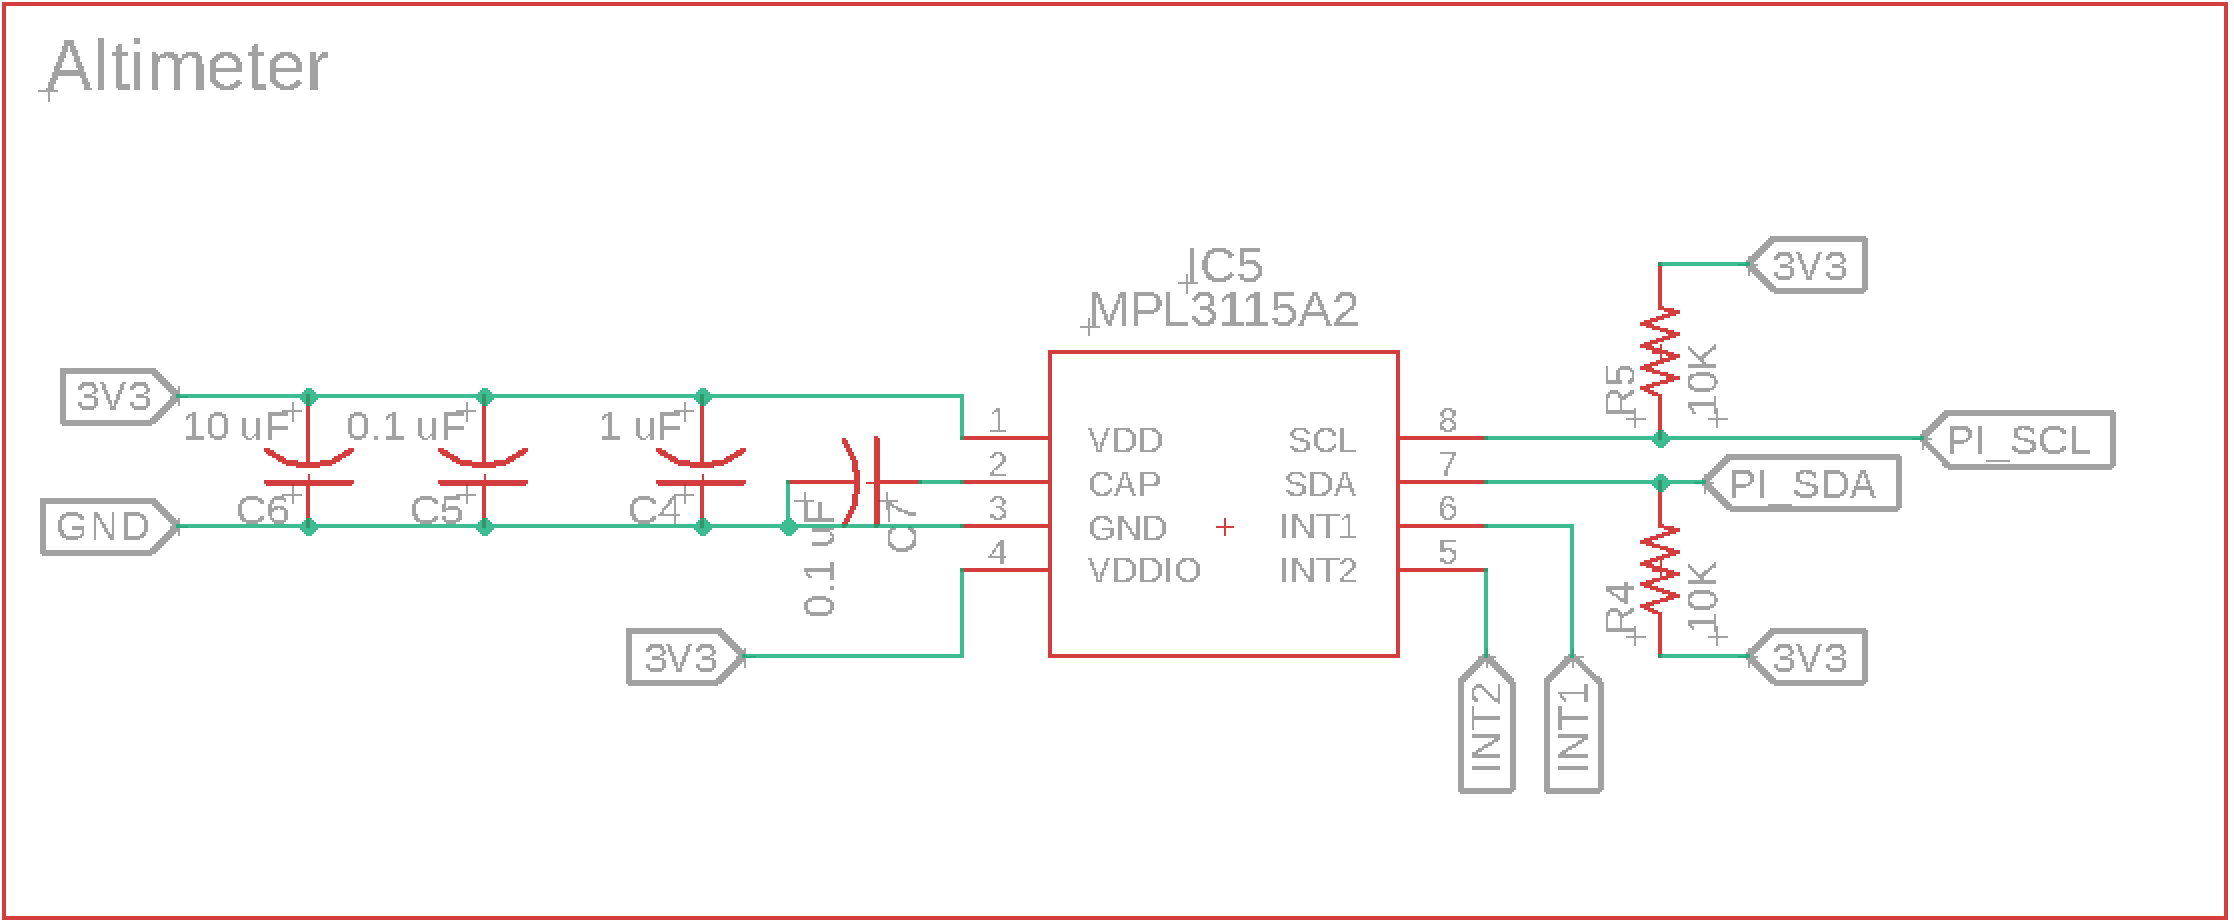 Altimeter
IC5
MPL3115A2
3V3
10 uF
0.1 uF
1 uF
C6
C5
C4
GND
0.1 uF
C7
3V3
1
2
3
4
VDD
CAP
GND
VDDIO
SCL
SDA
INT1
INT2
8
7
6
5
3V3
R5
10K
PI_SCL
PI_SDA
R4
10K
3V3
INT2
INT1